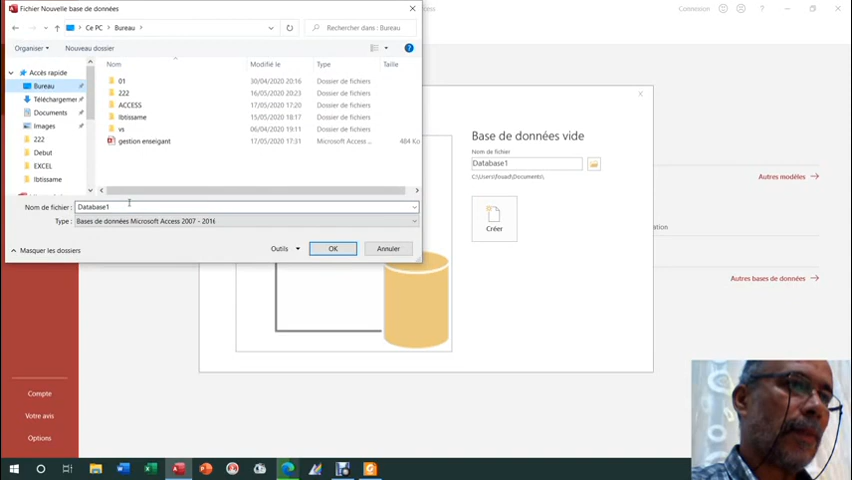 Fichier Nouvelle base de données
Ce PC > Bureau >
Rechercher dans : Bureau
Connexion
Organiser
Nouveau dossier
Nom
Modifié le
Type
Taille
Accès rapide
Bureau
Téléchargemen
Documents
Images
222
Debut
EXCEL
Ibtissame
01 30/04/2020 20:16 Dossier de fichiers
222 16/05/2020 23:23 Dossier de fichiers
ACCESS 17/05/2020 17:20 Dossier de fichiers
Ibtissame 15/05/2020 18:17 Dossier de fichiers
vs 06/04/2020 19:11 Dossier de fichiers
gestion enseigant 17/05/2020 17:31 Microsoft Access ... 484 Ko
Nom de fichier : Database1
Type : Bases de données Microsoft Access 2007 - 2016
Masquer les dossiers
Outils
OK
Annuler
Base de données vide
Nom de fichier
Database1
C:\Users\fouad\Documents\
Créer
Autres modèles
Autres bases de données
Compte
Votre avis
Options